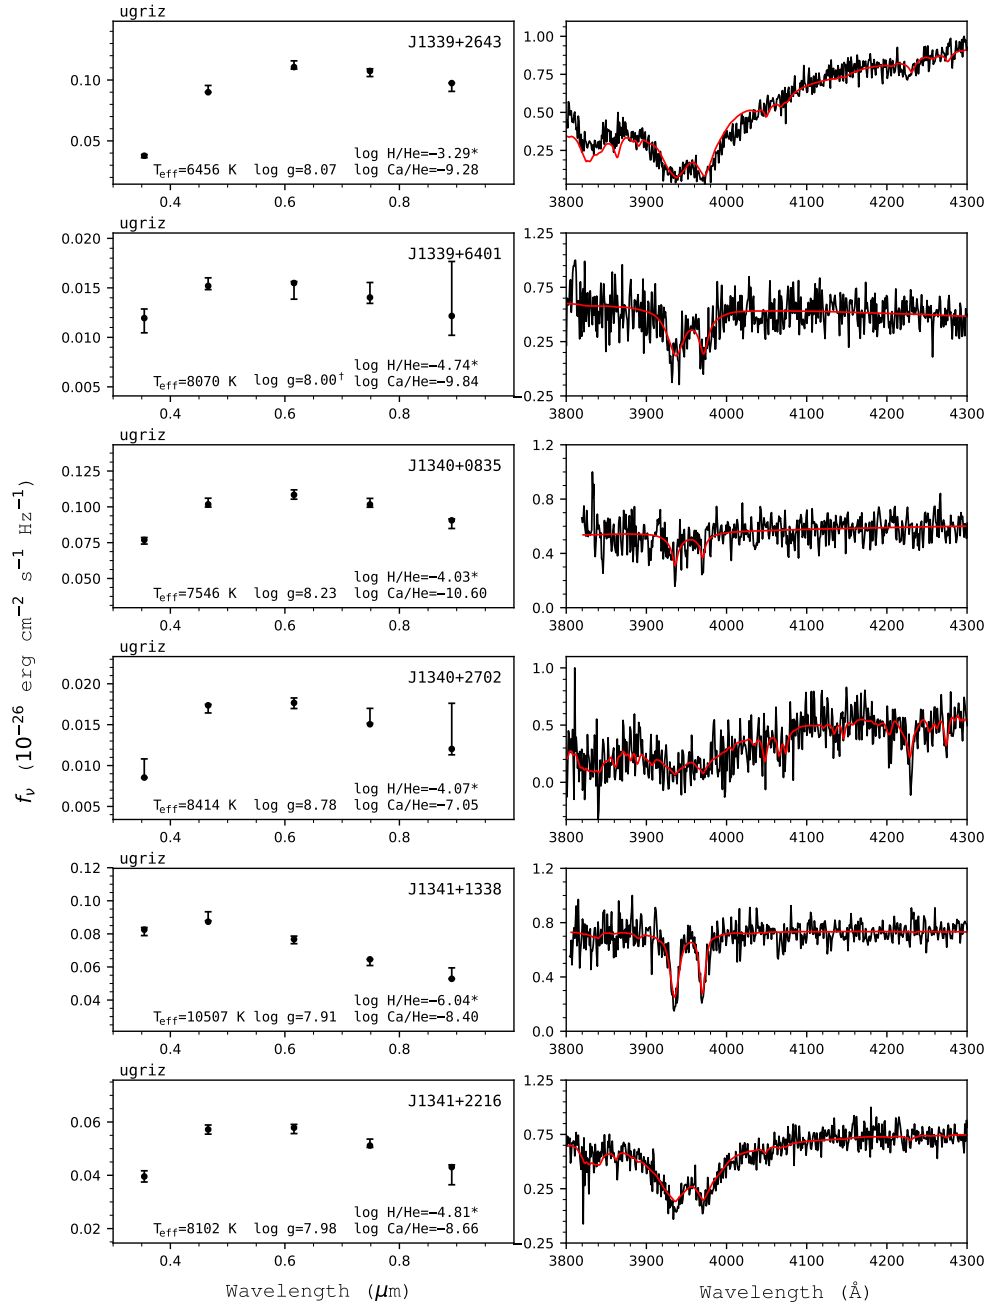 ugriz
J1339+2643
0.10
0.05
log H/He=−3.29*
Teff=6456 K log g=8.07 log Ca/He=−9.28
0.4 0.6 0.8
1.00
0.75
0.50
0.25
3800 3900 4000 4100 4200 4300
ugriz
J1339+6401
0.020
0.015
0.010
0.005
log H/He=−4.74*
Teff=8070 K log g=8.00† log Ca/He=−9.84
0.4 0.6 0.8
1.25
0.75
0.25
−0.25
3800 3900 4000 4100 4200 4300
ugriz
J1340+0835
0.125
0.100
0.075
0.050
log H/He=−4.03*
Teff=7546 K log g=8.23 log Ca/He=−10.60
0.4 0.6 0.8
1.2
0.8
0.4
0.0
3800 3900 4000 4100 4200 4300
ugriz
J1340+2702
0.020
0.015
0.010
0.005
log H/He=−4.07*
Teff=8414 K log g=8.78 log Ca/He=−7.05
0.4 0.6 0.8
1.0
0.5
0.0
3800 3900 4000 4100 4200 4300
ugriz
J1341+1338
0.12
0.10
0.08
0.06
0.04
log H/He=−6.04*
Teff=10507 K log g=7.91 log Ca/He=−8.40
0.4 0.6 0.8
1.2
0.8
0.4
0.0
3800 3900 4000 4100 4200 4300
ugriz
J1341+2216
0.06
0.04
0.02
log H/He=−4.81*
Teff=8102 K log g=7.98 log Ca/He=−8.66
0.4 0.6 0.8
1.25
0.75
0.25
−0.25
3800 3900 4000 4100 4200 4300
fν (10−26 erg cm−2 s−1 Hz−1)
Wavelength (μm)
Wavelength (Å)